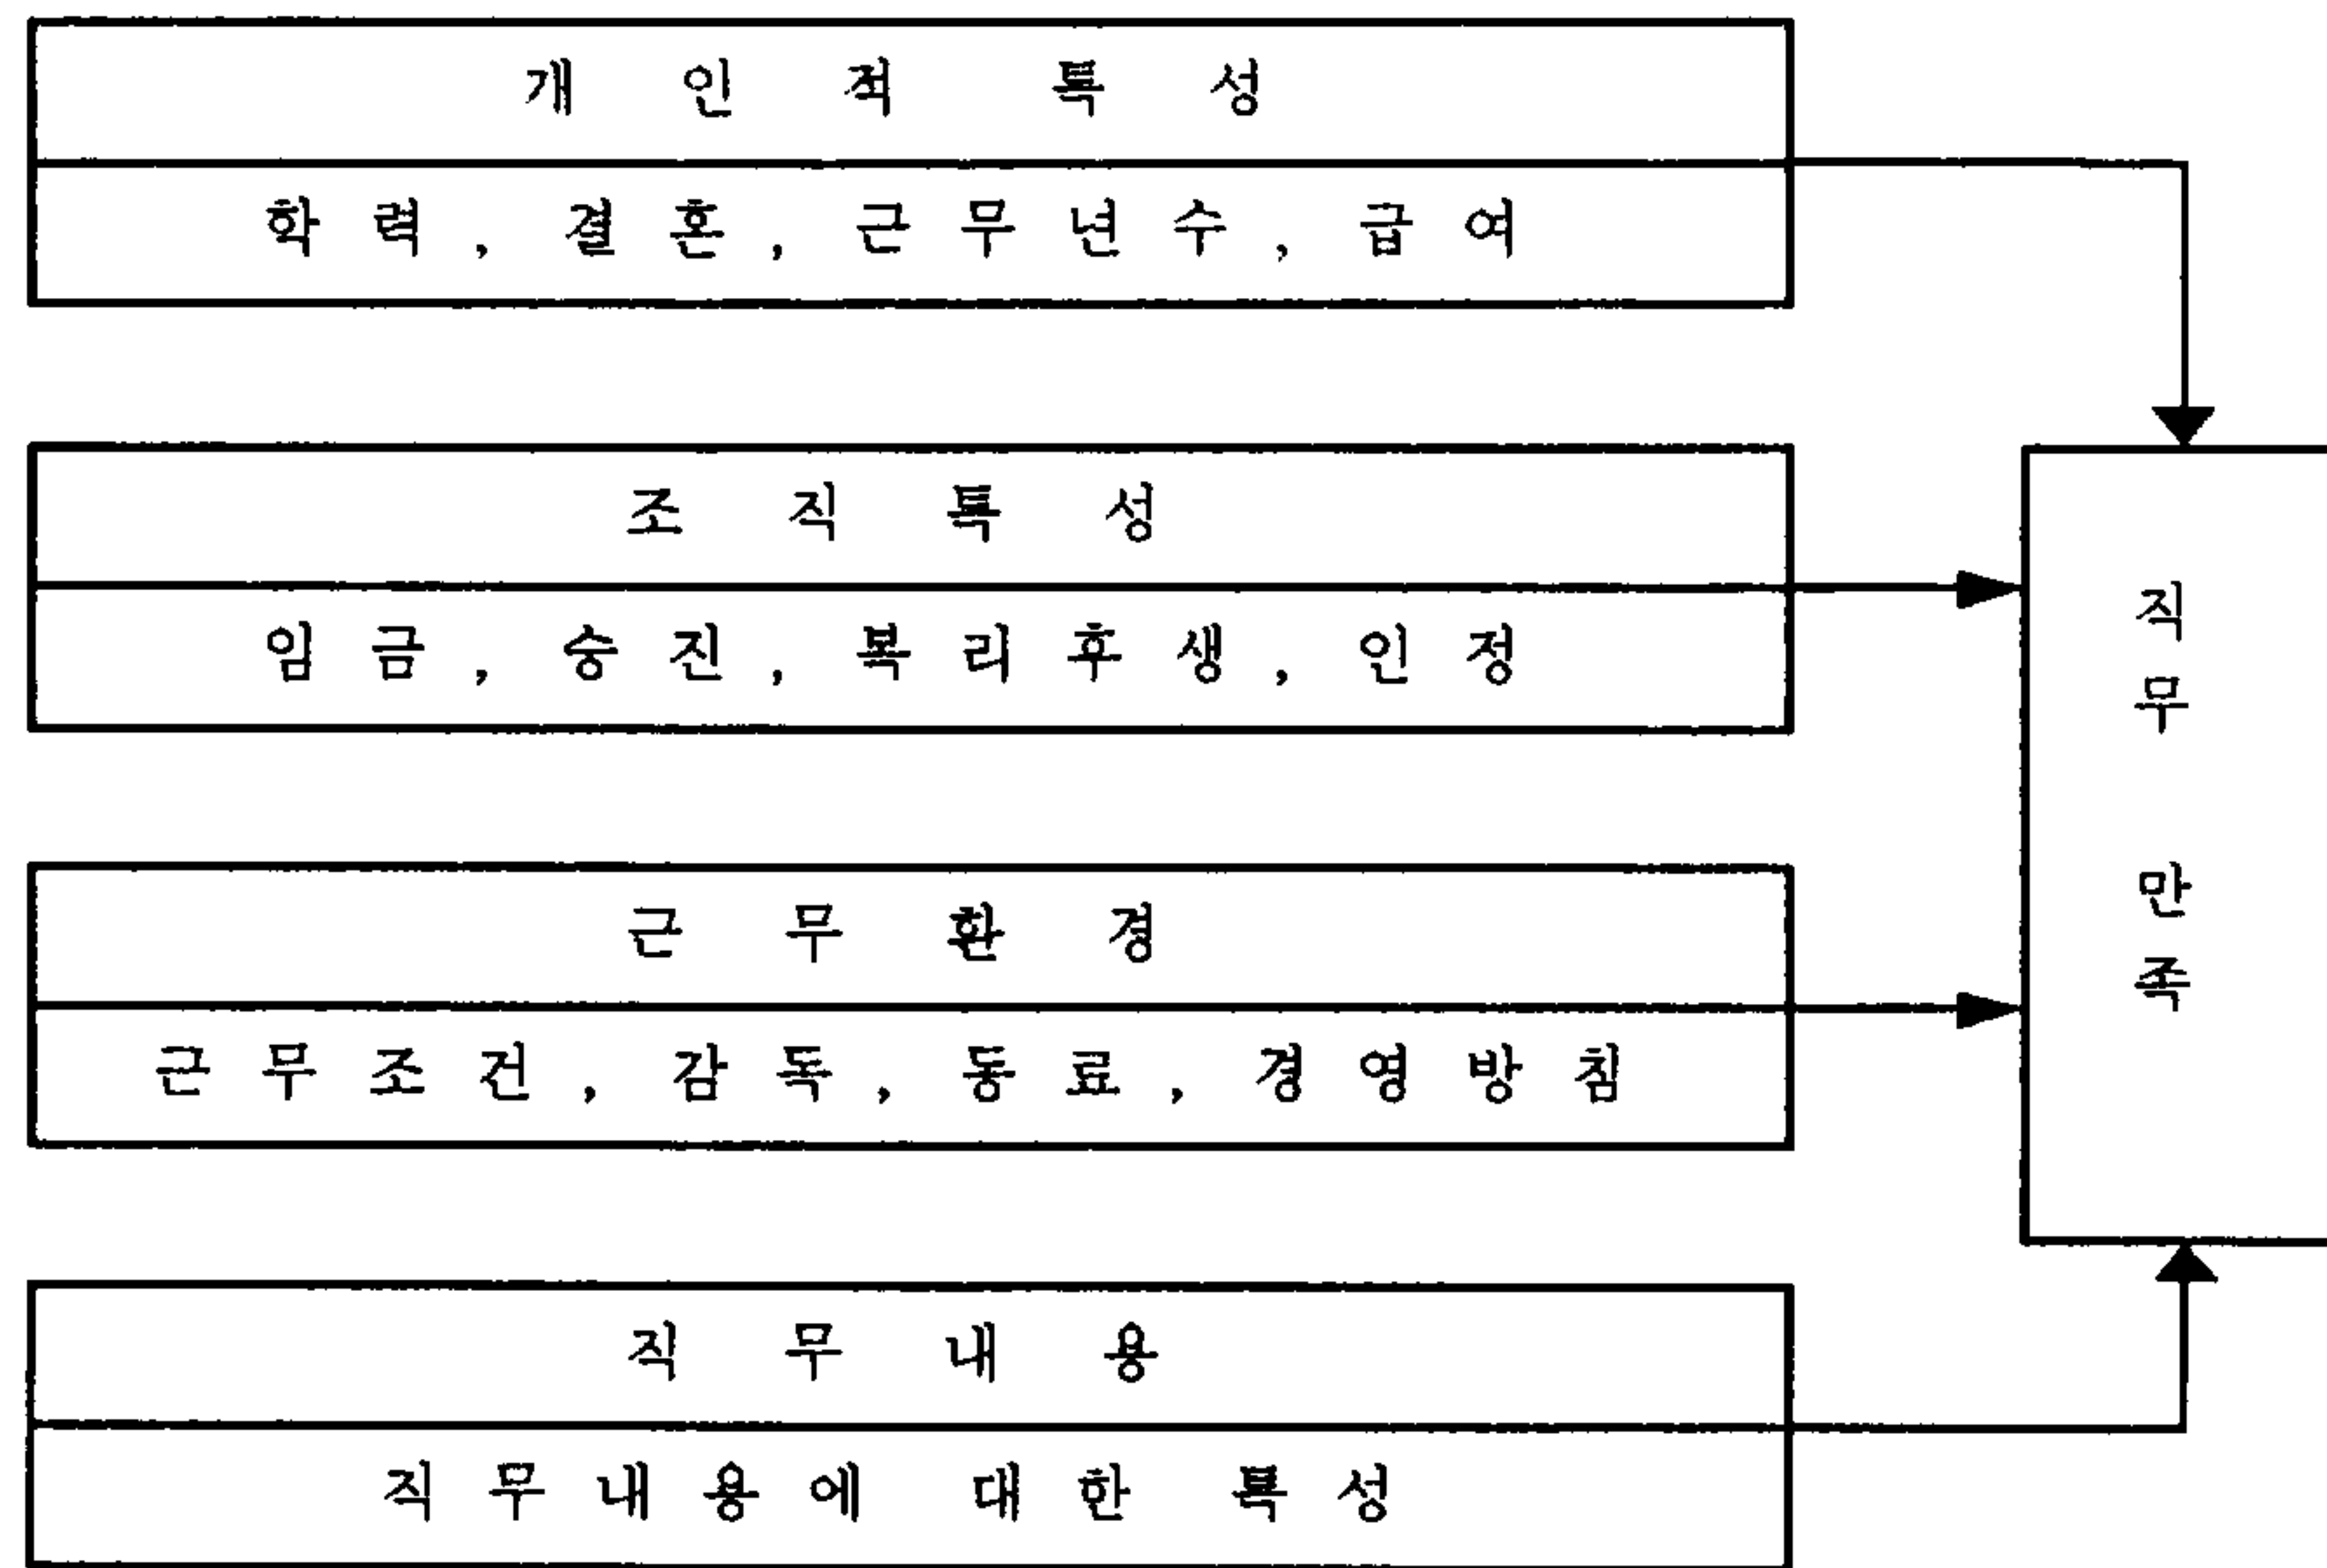 개인적 특성
학력, 결혼, 근무년수, 급여
조직특성
임금, 승진, 복리후생, 인정
근무환경
근무조건, 감독, 동료, 경영방침
직무내용
직무내용에 대한 특성
직무 만족